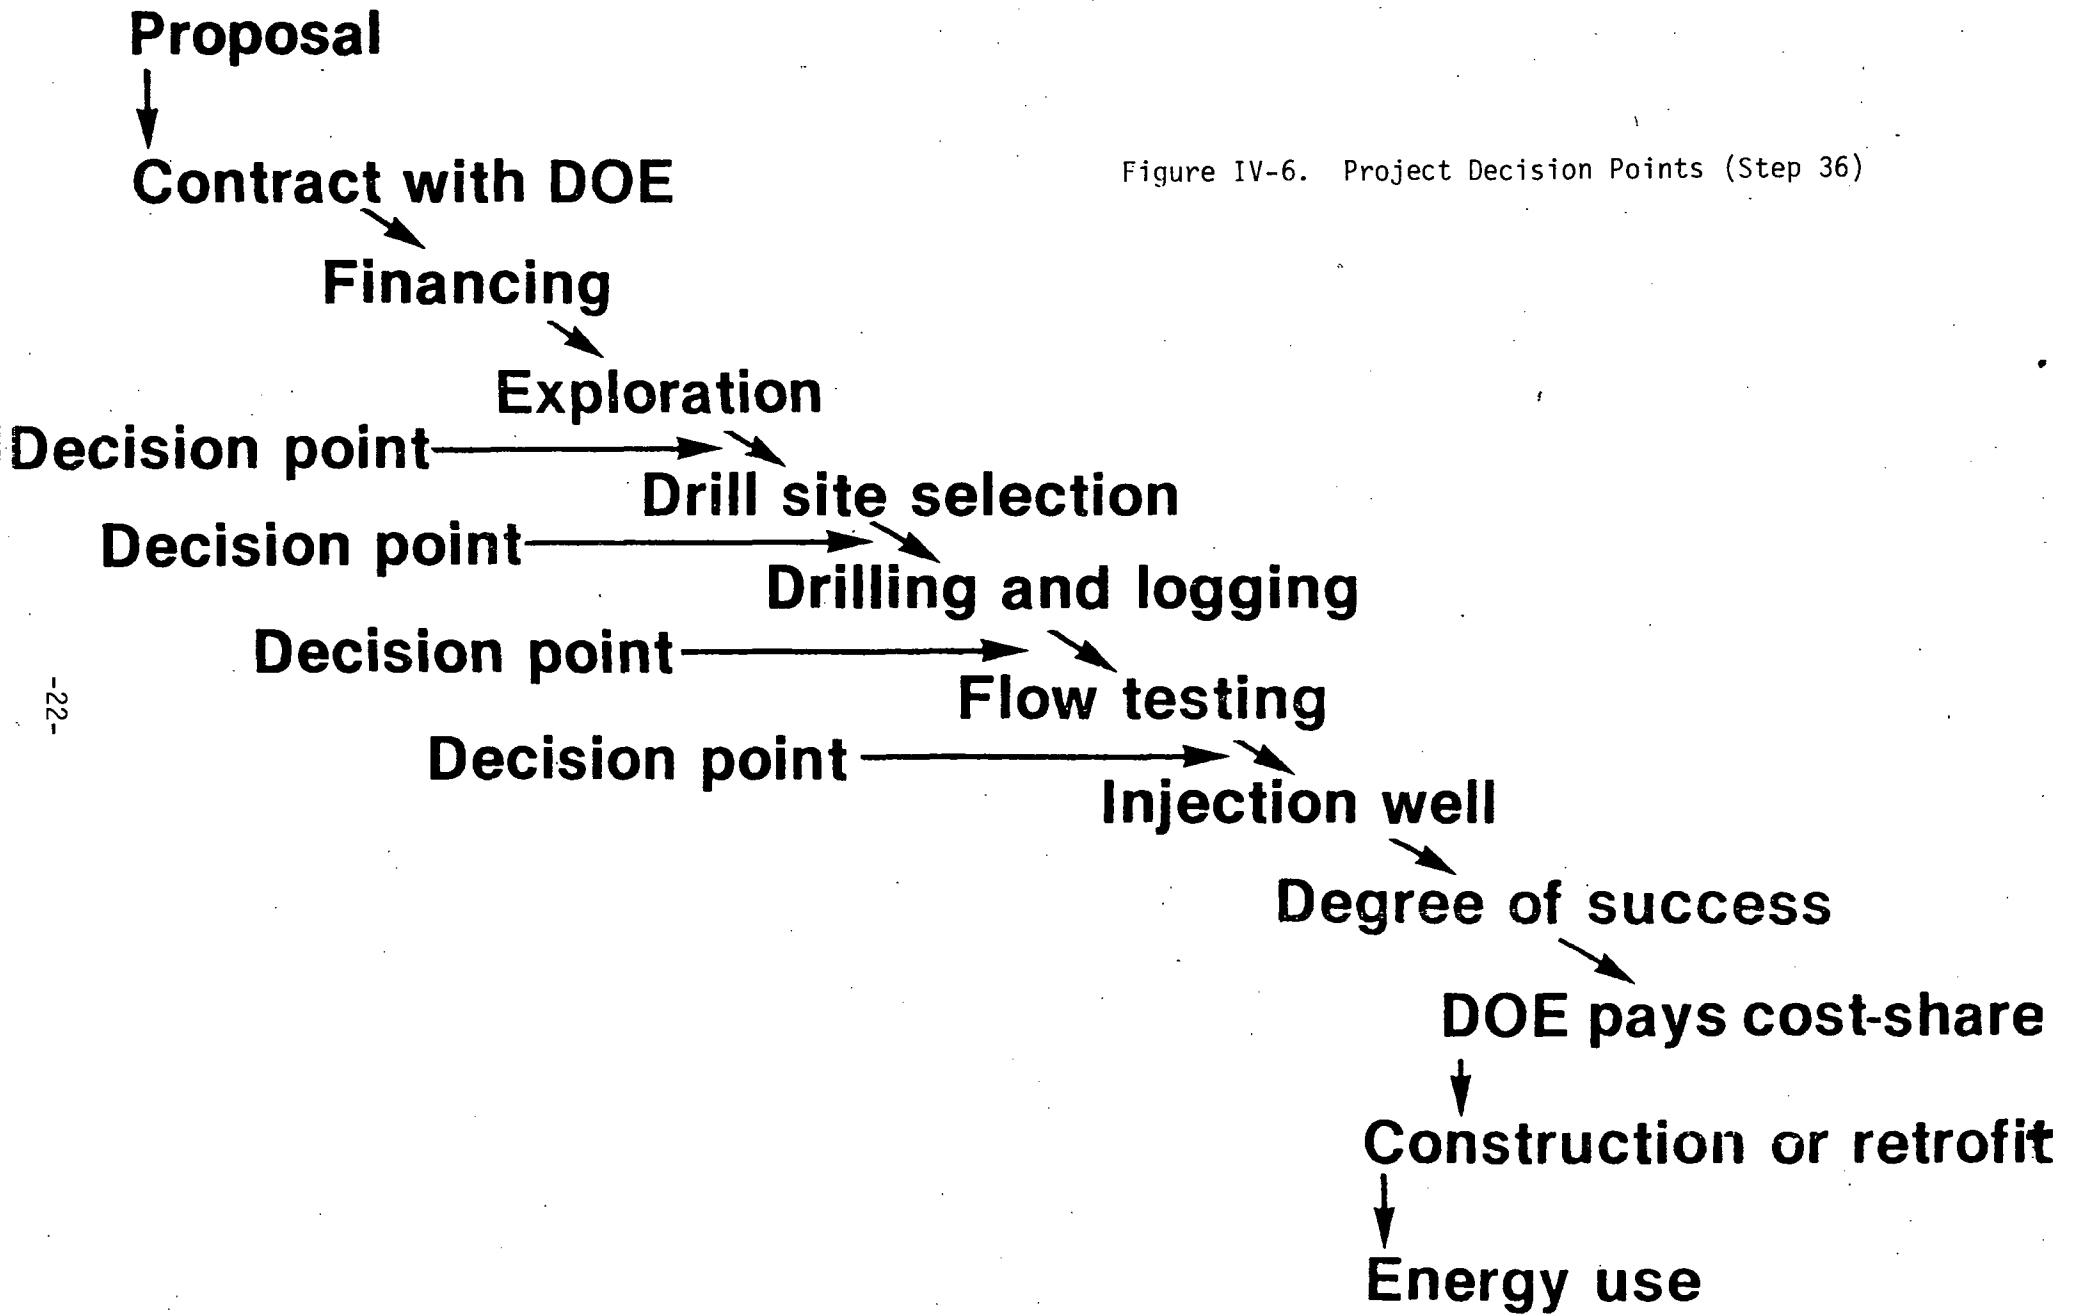 Proposal
Contract with DOE
Figure IV-6. Project Decision Points (Step 36)
Financing
Exploration
Decision point
Drill site selection
Decision point
Drilling and logging
Decision point
Flow testing
Decision point
Injection well
Degree of success
DOE pays cost-share
Construction or retrofit
Energy use
-22-